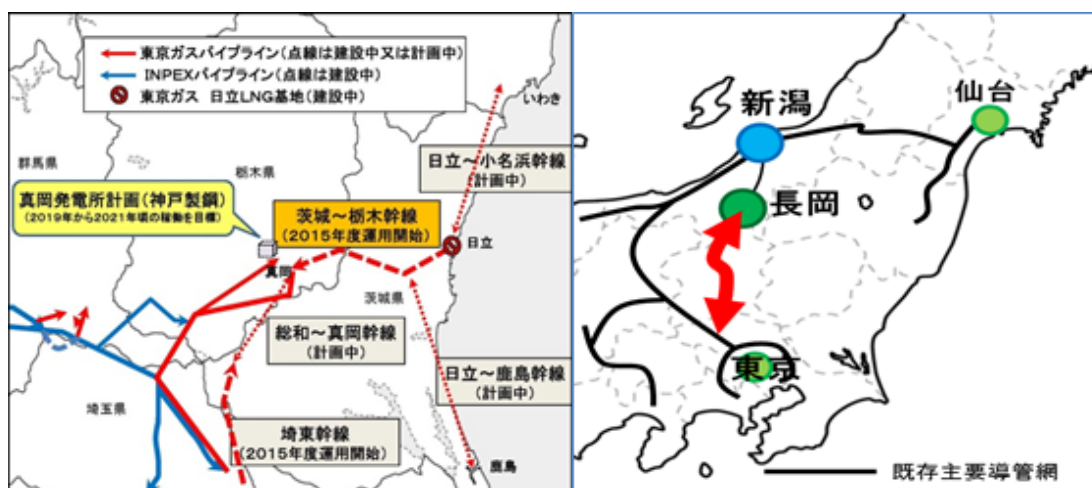 東京ガスパイプライン(点線は建設中又は計画中)
INPEXパイプライン(点線は建設中)
東京ガス 日立LNG基地(建設中)
いわき
群馬県
栃木県
日立～小名浜幹線
(計画中)
真岡発電所計画(神戸製鋼)
(2019年から2021年頃の稼働を目標)
茨城～栃木幹線
(2015年度運用開始)
日立
真岡
茨城県
総和～真岡幹線
(計画中)
日立～鹿島幹線
(計画中)
埼玉県
埼東幹線
(2015年度運用開始)
鹿島
仙台
新潟
長岡
東京
既存主要導管網